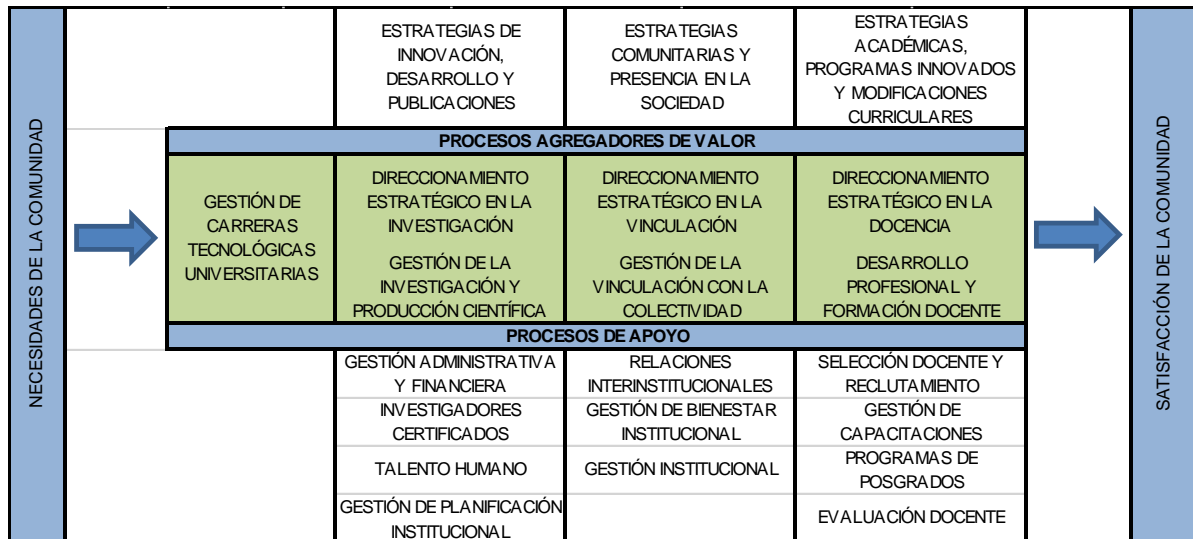 NECESIDADES DE LA COMUNIDAD
ESTRATEGIAS DE
INNOVACIÓN,
DESARROLLO Y
PUBLICACIONES
ESTRATEGIAS
COMUNITARIAS Y
PRESENCIA EN LA
SOCIEDAD
ESTRATEGIAS
ACADÉMICAS,
PROGRAMAS INNOVADOS
Y MODIFICACIONES
CURRICULARES
PROCESOS AGREGADORES DE VALOR
GESTIÓN DE
CARRERAS
TECNOLÓGICAS
UNIVERSITARIAS
DIRECCIONAMIENTO
ESTRATÉGICO EN LA
INVESTIGACIÓN
GESTIÓN DE LA
INVESTIGACIÓN Y
PRODUCCIÓN CIENTÍFICA
DIRECCIONAMIENTO
ESTRATÉGICO EN LA
VINCULACIÓN
GESTIÓN DE LA
VINCULACIÓN CON LA
COLECTIVIDAD
DIRECCIONAMIENTO
ESTRATÉGICO EN LA
DOCENCIA
DESARROLLO
PROFESIONAL Y
FORMACIÓN DOCENTE
PROCESOS DE APOYO
GESTIÓN ADMINISTRATIVA
Y FINANCIERA
RELACIONES
INTERINSTITUCIONALES
SELECCIÓN DOCENTE Y
RECLUTAMIENTO
INVESTIGADORES
CERTIFICADOS
GESTIÓN DE BIENESTAR
INSTITUCIONAL
GESTIÓN DE
CAPACITACIONES
TALENTO HUMANO
GESTIÓN INSTITUCIONAL
PROGRAMAS DE
POSGRADOS
GESTIÓN DE PLANIFICACIÓN
INSTITUCIONAL
EVALUACIÓN DOCENTE
SATISFACCIÓN DE LA COMUNIDAD